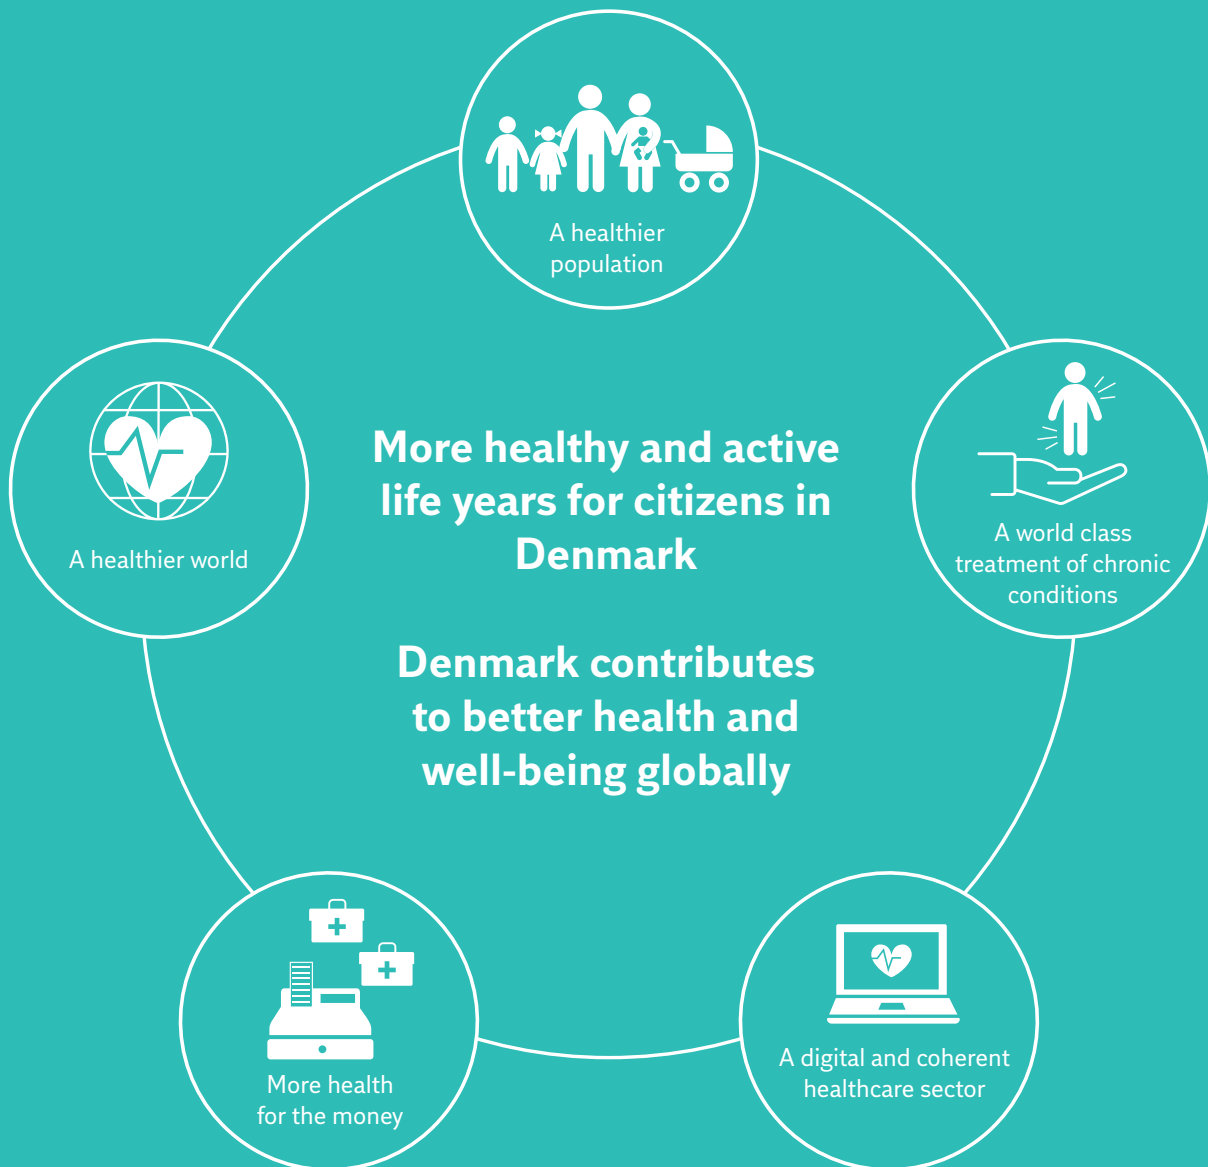 A healthier
population
A healthier world
More healthy and active
life years for citizens in
Denmark
Denmark contributes
to better health and
well-being globally
A world class
treatment of chronic
conditions
More health
for the money
A digital and coherent
healthcare sector